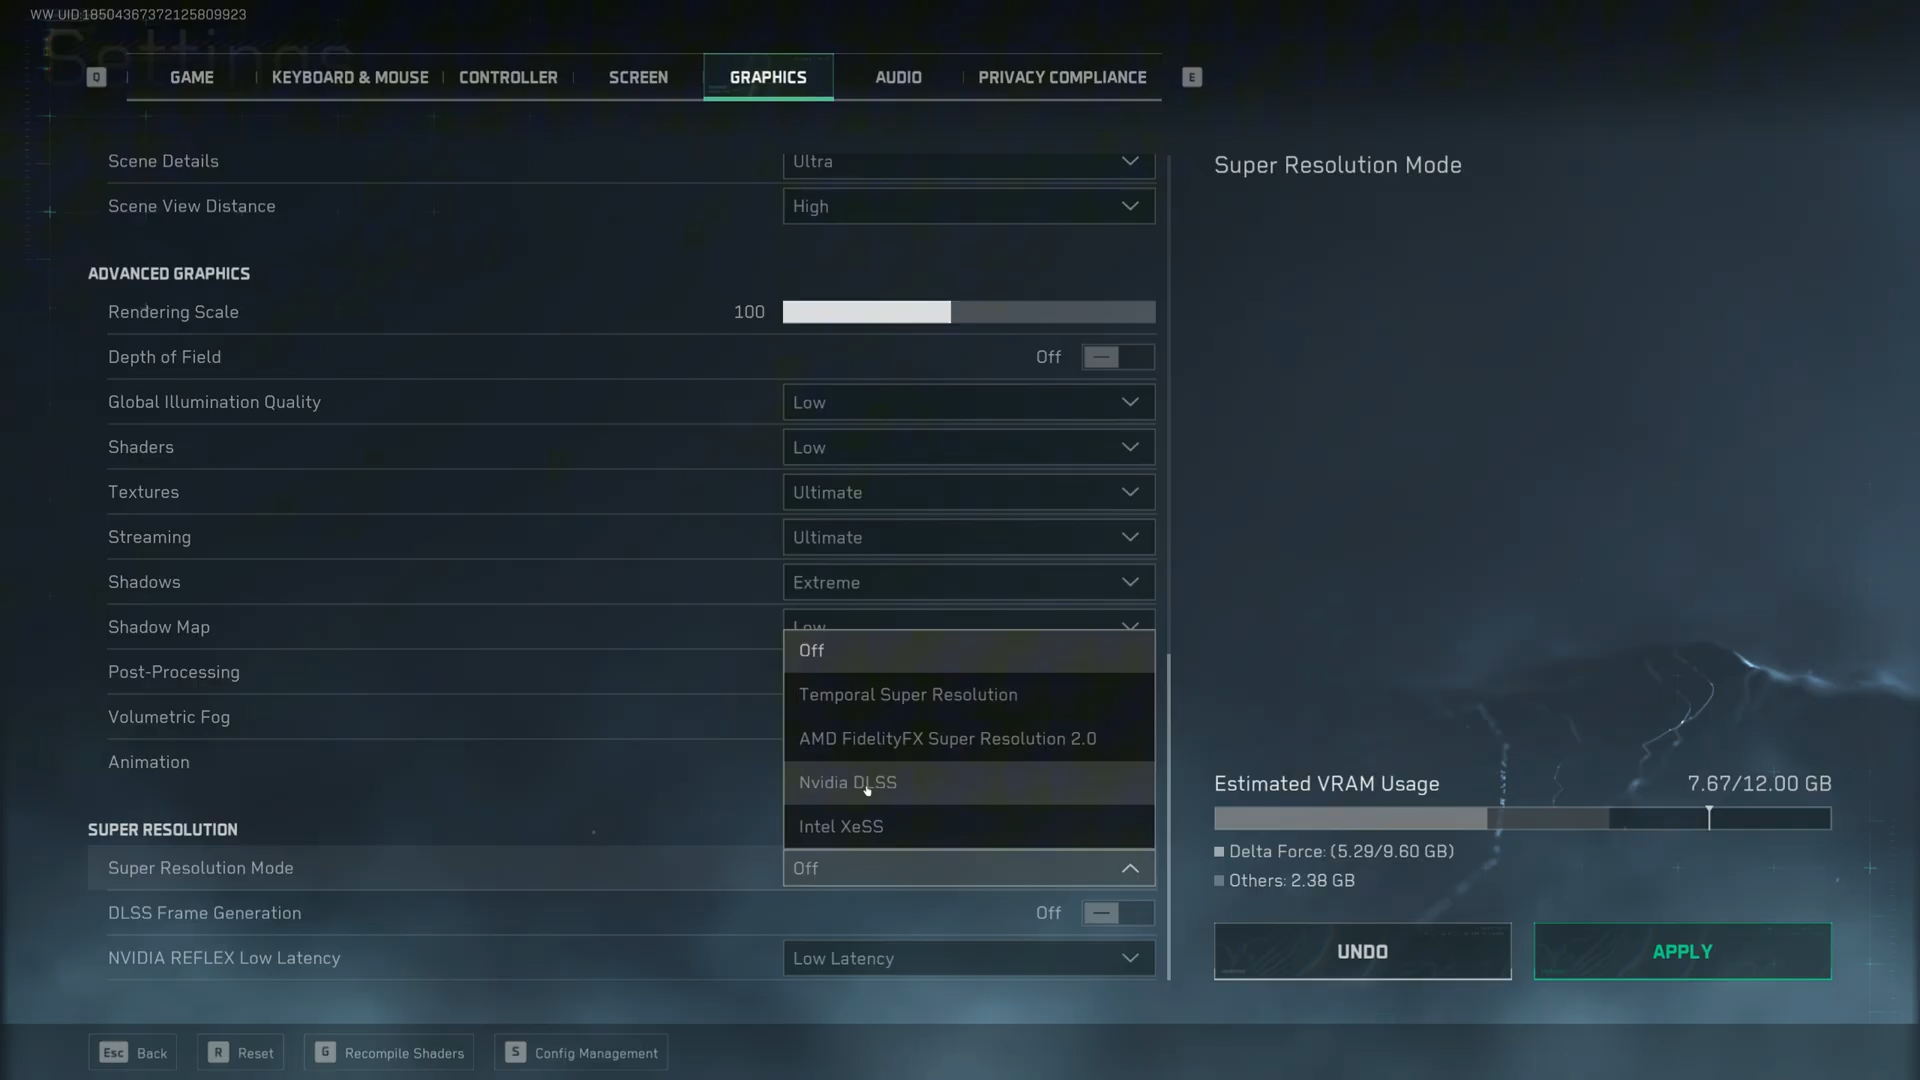 WW UID:18504367372125809923
Settings
Q GAME KEYBOARD & MOUSE CONTROLLER SCREEN GRAPHICS AUDIO PRIVACY COMPLIANCE E
Scene Details Ultra
Scene View Distance High
ADVANCED GRAPHICS
Rendering Scale 100
Depth of Field Off
Global Illumination Quality Low
Shaders Low
Textures Ultimate
Streaming Ultimate
Shadows Extreme
Shadow Map Low
Post-Processing
Volumetric Fog
Animation
Off
Temporal Super Resolution
AMD FidelityFX Super Resolution 2.0
Nvidia DLSS
Intel XeSS
SUPER RESOLUTION
Super Resolution Mode Off
DLSS Frame Generation Off
NVIDIA REFLEX Low Latency Low Latency
Super Resolution Mode
Estimated VRAM Usage 7.67/12.00 GB
Delta Force: (5.29/9.60 GB)
Others: 2.38 GB
UNDO APPLY
Esc Back R Reset G Recompile Shaders S Config Management